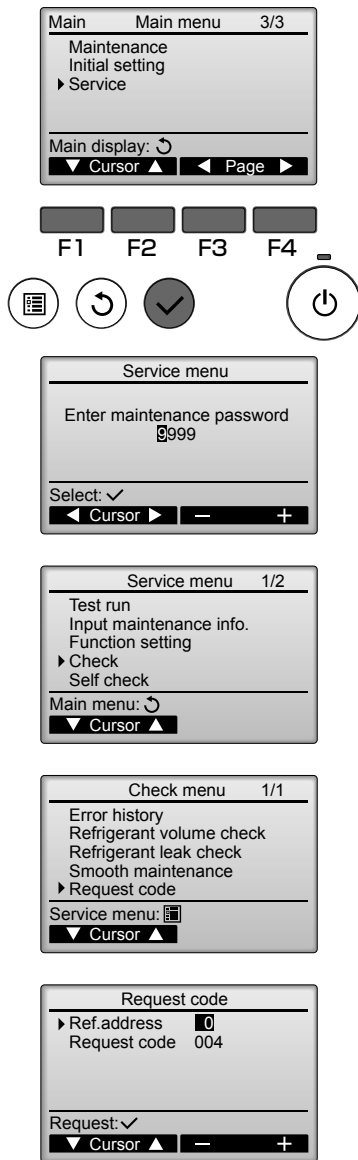 Main Main menu 3/3
Maintenance
Initial setting
Service
Main display:
Cursor Page
F1 F2 F3 F4
Service menu
Enter maintenance password
9999
Select:
Cursor − +
Service menu 1/2
Test run
Input maintenance info.
Function setting
Check
Self check
Main menu:
Cursor
Check menu 1/1
Error history
Refrigerant volume check
Refrigerant leak check
Smooth maintenance
Request code
Service menu:
Cursor
Request code
Ref.address 0
Request code 004
Request:
Cursor − +